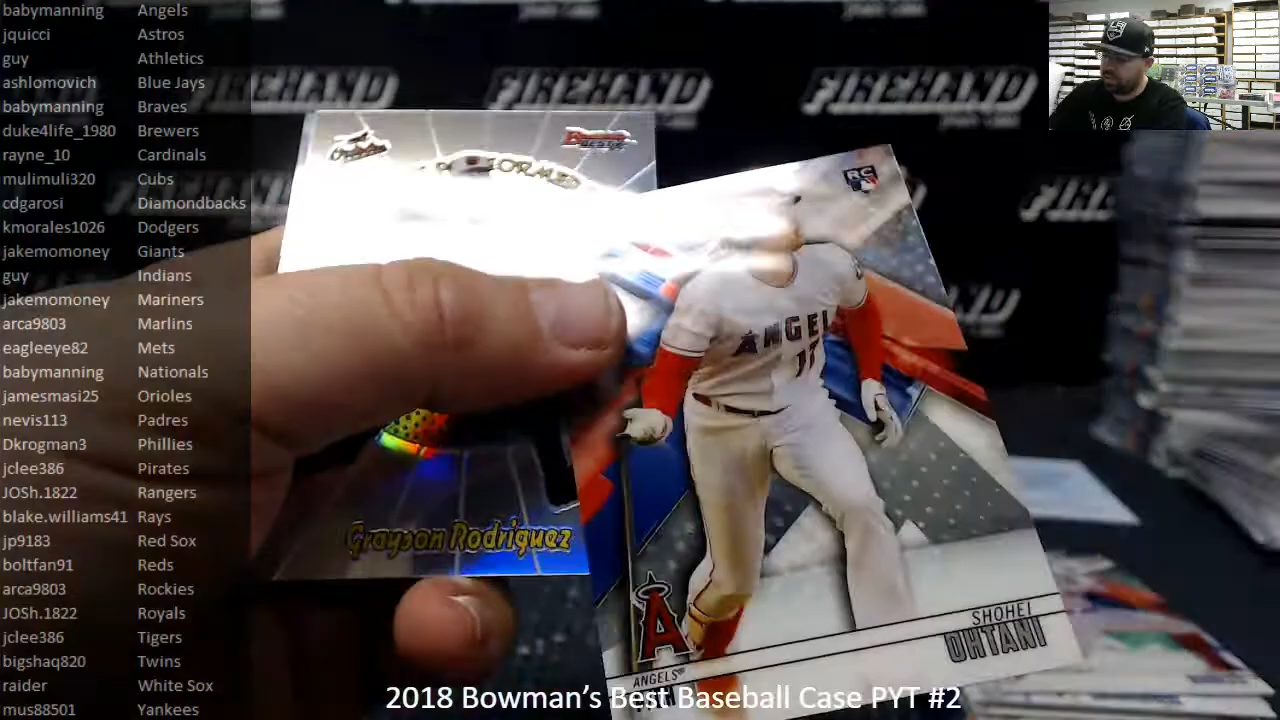 babymanning Angels
jquicci Astros
guy Athletics
ashlomovich Blue Jays
babymanning Braves
duke4life_1980 Brewers
rayne_10 Cardinals
mulimuli320 Cubs
cdgarosi Diamondbacks
kmorales1026 Dodgers
jakemomoney Giants
guy Indians
jakemomoney Mariners
arca9803 Marlins
eagleeye82 Mets
babymanning Nationals
jamesmasi25 Orioles
nevis113 Padres
Dkrogman3 Phillies
jclee386 Pirates
JOSh.1822 Rangers
blake.williams41 Rays
jp9183 Red Sox
boltfan91 Reds
arca9803 Rockies
JOSh.1822 Royals
jclee386 Tigers
bigshaq820 Twins
raider White Sox
mus88501 Yankees
FIREHAND
FIREHAND
FIREHAND
RC
ANGEL
17
Grayson Rodriguez
SHOHEI
OHTANI
A
ANGELS
2018 Bowman's Best Baseball Case PYT #2